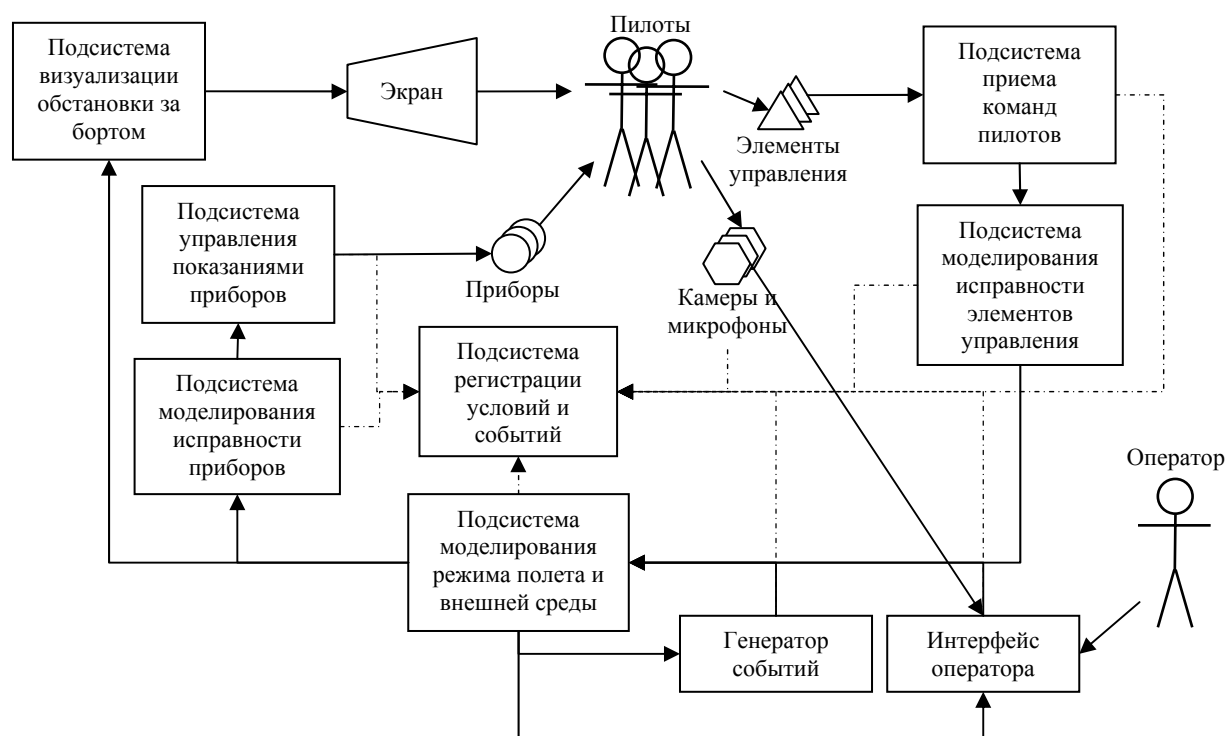 Пилоты
Подсистема
визуализации
обстановки за
бортом
Экран
Подсистема
приема
команд
пилотов
Элементы
управления
Подсистема
управления
показаниями
приборов
Приборы
Камеры и
микрофоны
Подсистема
моделирования
исправности
элементов
управления
Подсистема
моделирования
исправности
приборов
Подсистема
регистрации
условий и
событий
Оператор
Подсистема
моделирования
режима полета и
внешней среды
Генератор
событий
Интерфейс
оператора